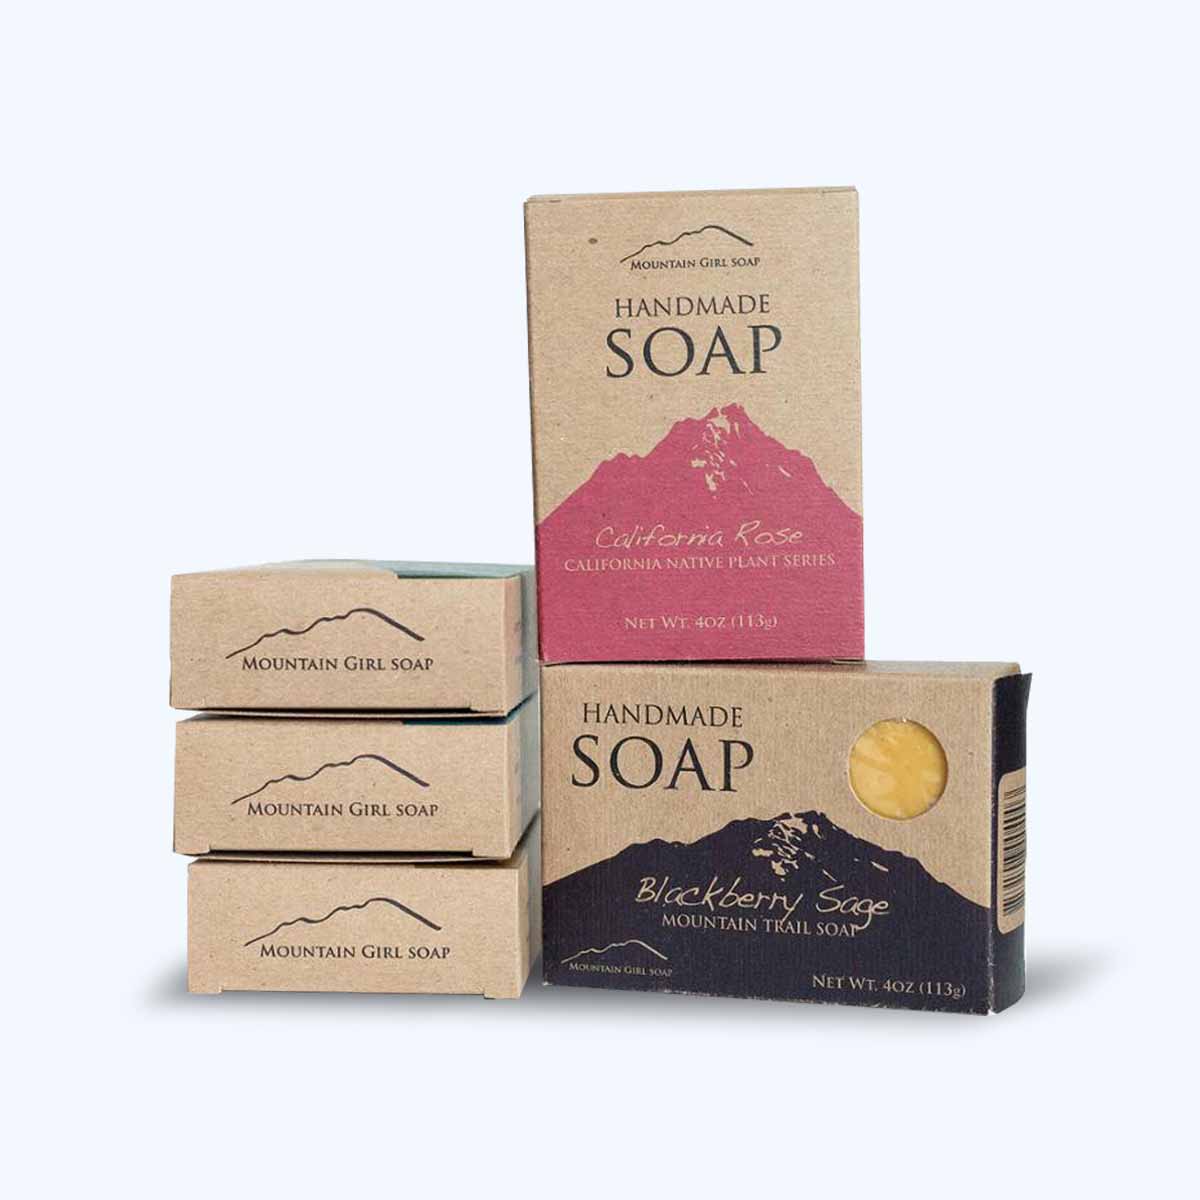 MOUNTAIN GIRL SOAP
HANDMADE
SOAP
California Rose
CALIFORNIA NATIVE PLANT SERIES
NET WT. 4OZ (113g)
MOUNTAIN GIRL SOAP
MOUNTAIN GIRL SOAP
MOUNTAIN GIRL SOAP
HANDMADE
SOAP
Blackberry Sage
MOUNTAIN TRAIL SOAP
MOUNTAIN GIRL SOAP
NET WT. 4OZ (113g)